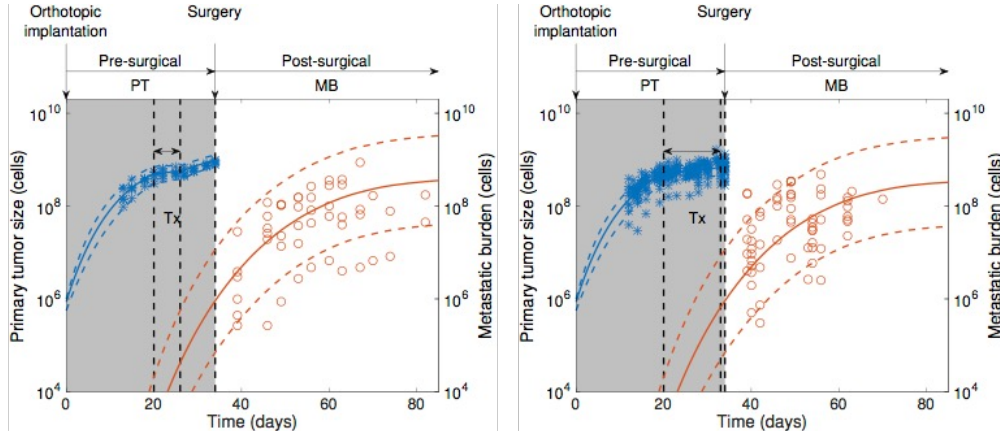 Orthotopic
implantation
Surgery
Pre-surgical
Post-surgical
PT
MB
Primary tumor size (cells)
10^10
10^8
10^6
10^4
Tx
10^10
10^8
10^6
10^4
Metastatic burden (cells)
0 20 40 60 80
Time (days)
Orthotopic
implantation
Surgery
Pre-surgical
Post-surgical
PT
MB
Primary tumor size (cells)
10^10
10^8
10^6
10^4
Tx
10^10
10^8
10^6
10^4
Metastatic burden (cells)
0 20 40 60 80
Time (days)